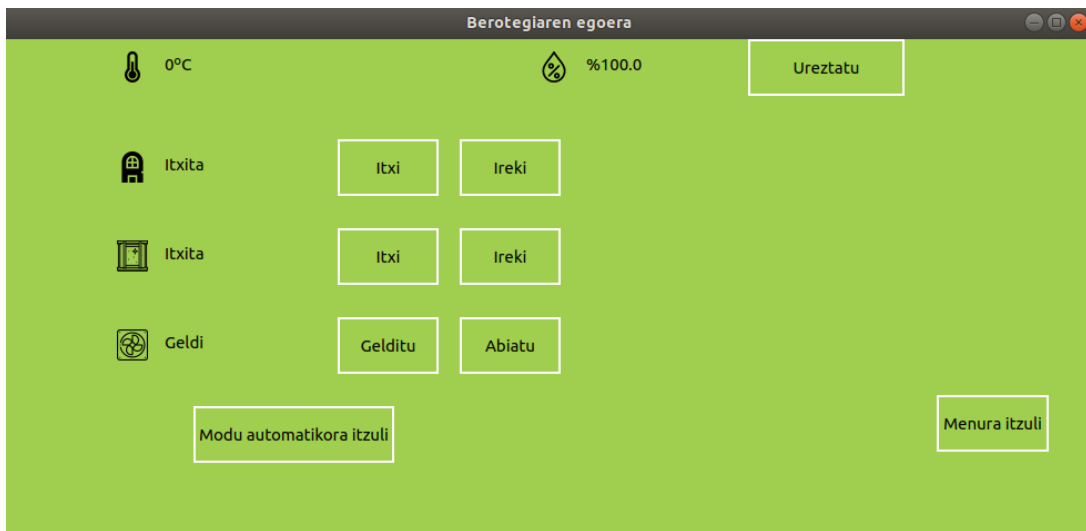 Berotegiaren egoera
0ºC
%100.0
Ureztatu
Itxita
Itxi
Ireki
Itxita
Itxi
Ireki
Geldi
Gelditu
Abiatu
Modu automatikora itzuli
Menura itzuli